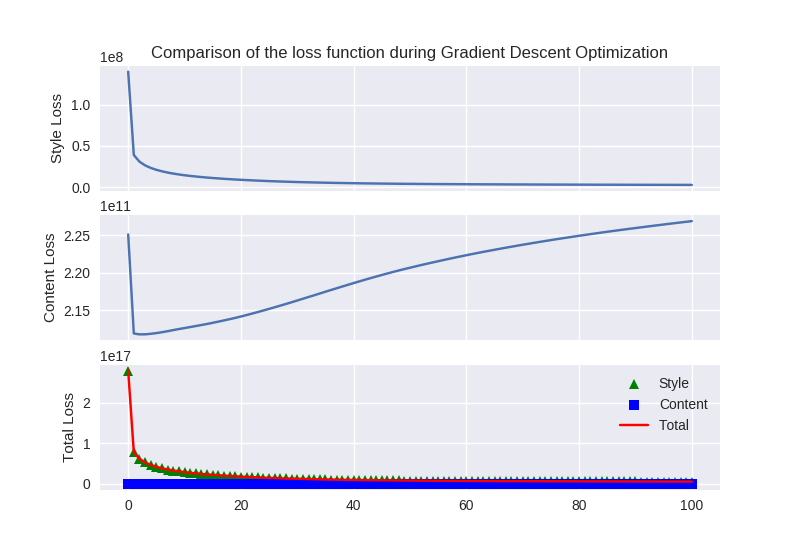 Comparison of the loss function during Gradient Descent Optimization
1e8
Style Loss
1.0
0.5
0.0
1e11
Content Loss
2.25
2.20
2.15
1e17
Total Loss
2
1
0
Style
Content
Total
0 20 40 60 80 100